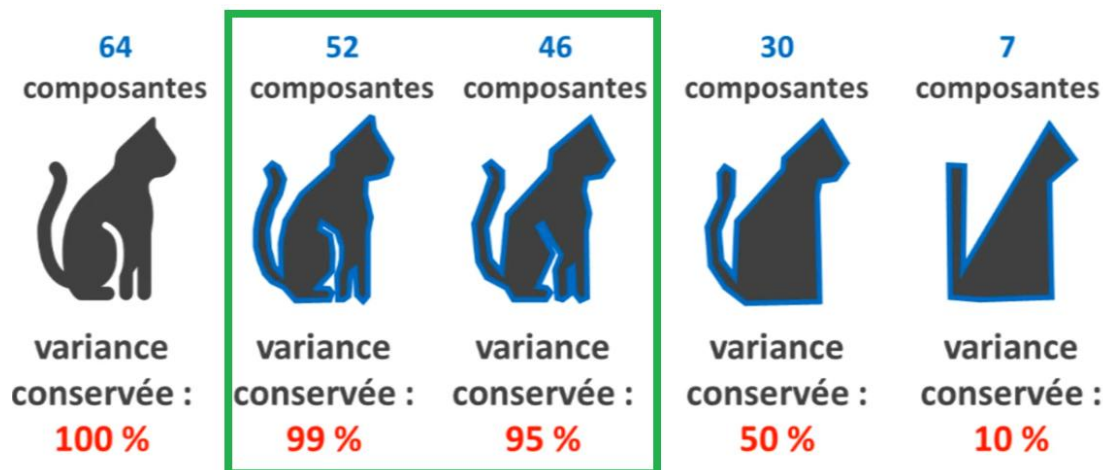 64 52 46 30 7
composantes composantes composantes composantes composantes
variance variance variance variance variance
conservée : conservée : conservée : conservée : conservée :
100 % 99 % 95 % 50 % 10 %